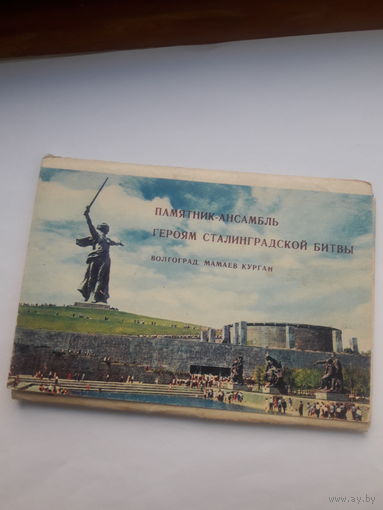 ПАМЯТНИК-АНСАМБЛЬ
ГЕРОЯМ СТАЛИНГРАДСКОЙ БИТВЫ
ВОЛГОГРАД. МАМАЕВ КУРГАН
www.ay.by